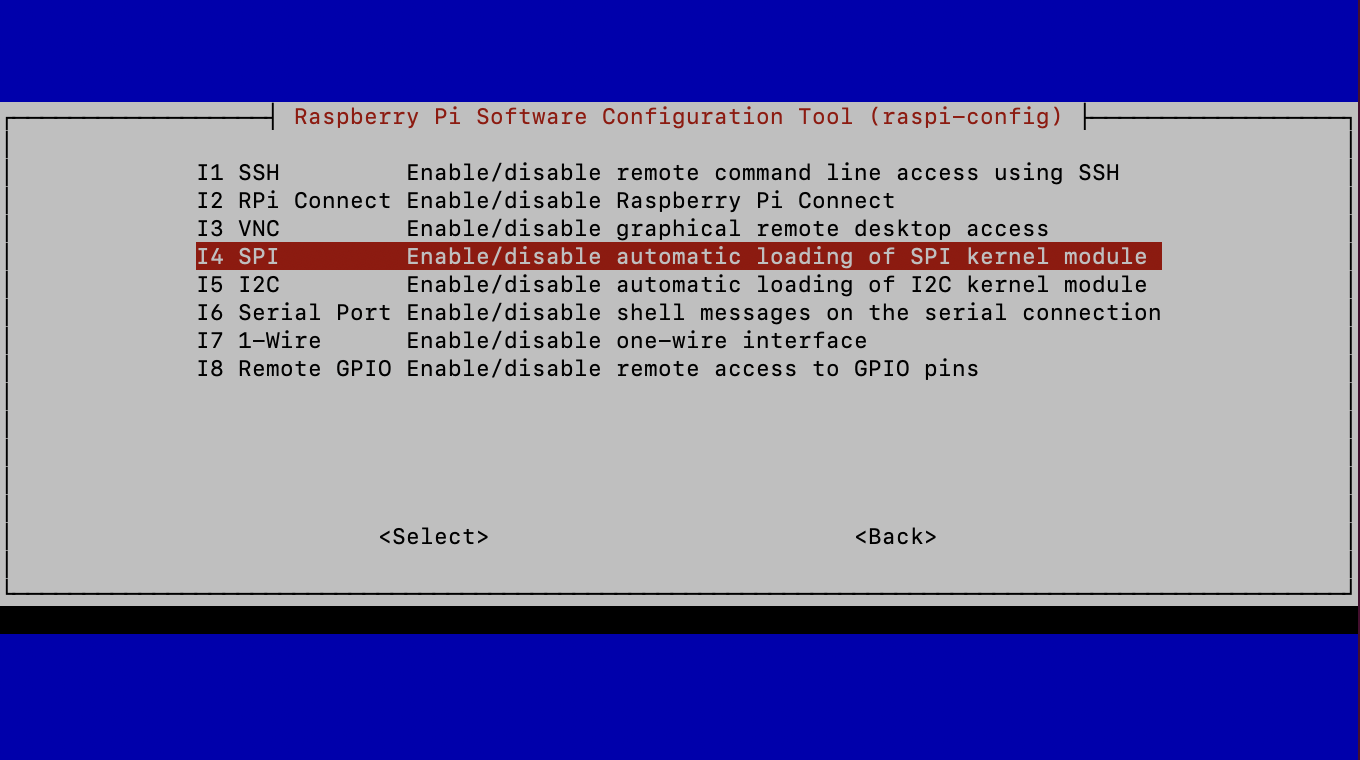 Raspberry Pi Software Configuration Tool (raspi-config)
I1 SSH Enable/disable remote command line access using SSH
I2 RPi Connect Enable/disable Raspberry Pi Connect
I3 VNC Enable/disable graphical remote desktop access
I4 SPI Enable/disable automatic loading of SPI kernel module
I5 I2C Enable/disable automatic loading of I2C kernel module
I6 Serial Port Enable/disable shell messages on the serial connection
I7 1-Wire Enable/disable one-wire interface
I8 Remote GPIO Enable/disable remote access to GPIO pins
<Select> <Back>